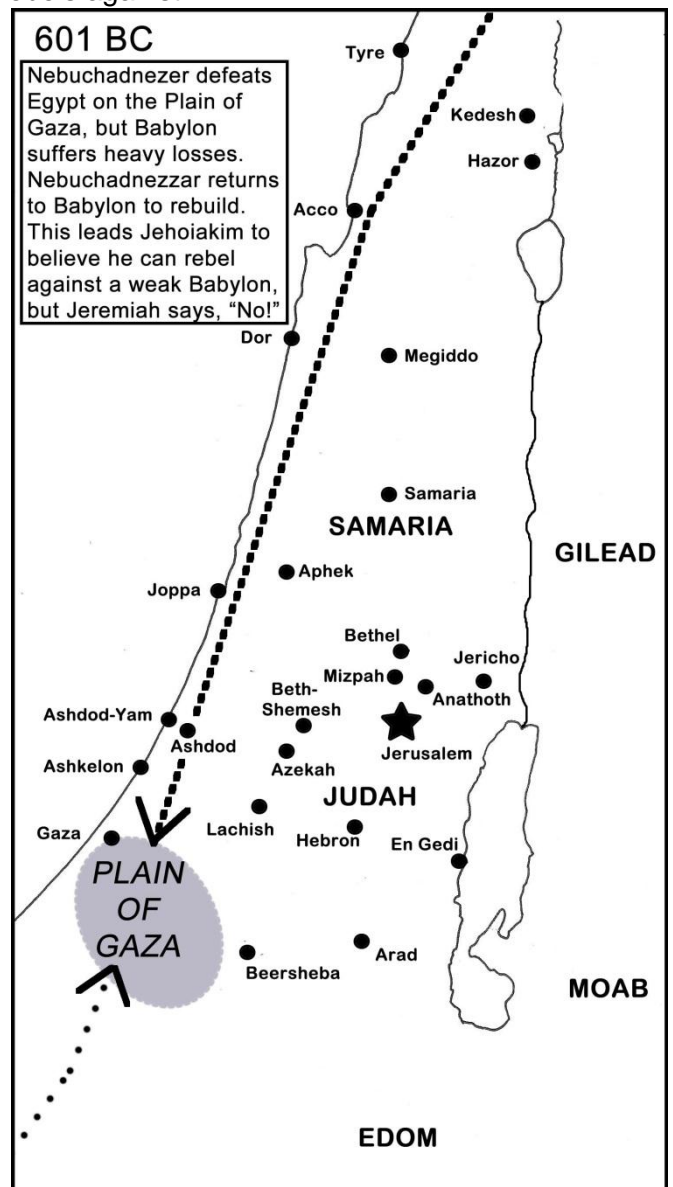 601 BC
Nebuchadnezer defeats
Egypt on the Plain of
Gaza, but Babylon
suffers heavy losses.
Nebuchadnezzar returns
to Babylon to rebuild.
This leads Jehoiakim to
believe he can rebel
against a weak Babylon,
but Jeremiah says, “No!”
Tyre
Kedesh
Hazor
Acco
Dor
Megiddo
Samaria
SAMARIA
GILEAD
Aphek
Joppa
Bethel
Jericho
Mizpah
Anathoth
Beth-
Shemesh
Ashdod-Yam
Ashdod
Jerusalem
Ashkelon
Azekah
JUDAH
Lachish
Gaza
Hebron
En Gedi
PLAIN
OF
GAZA
Arad
Beersheba
MOAB
EDOM